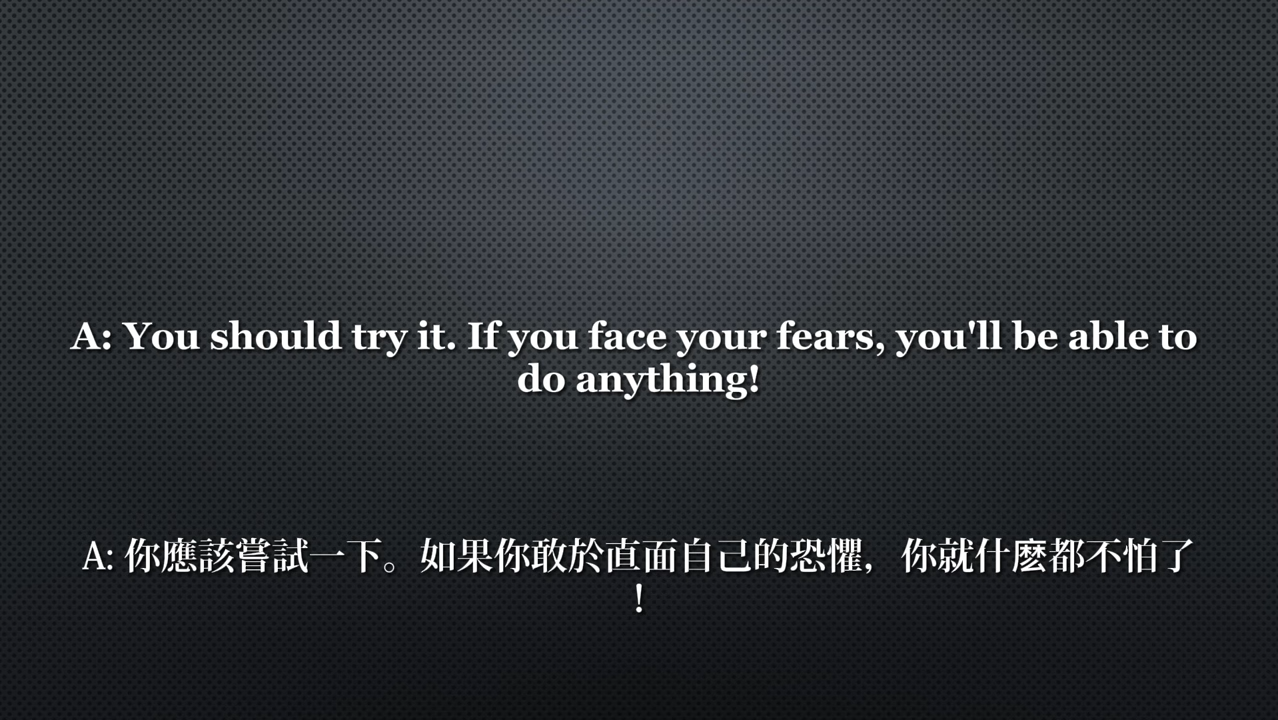 A: You should try it. If you face your fears, you'll be able to
do anything!
A: 你應該嘗試一下。如果你敢於直面自己的恐懼，你就什麽都不怕了
！